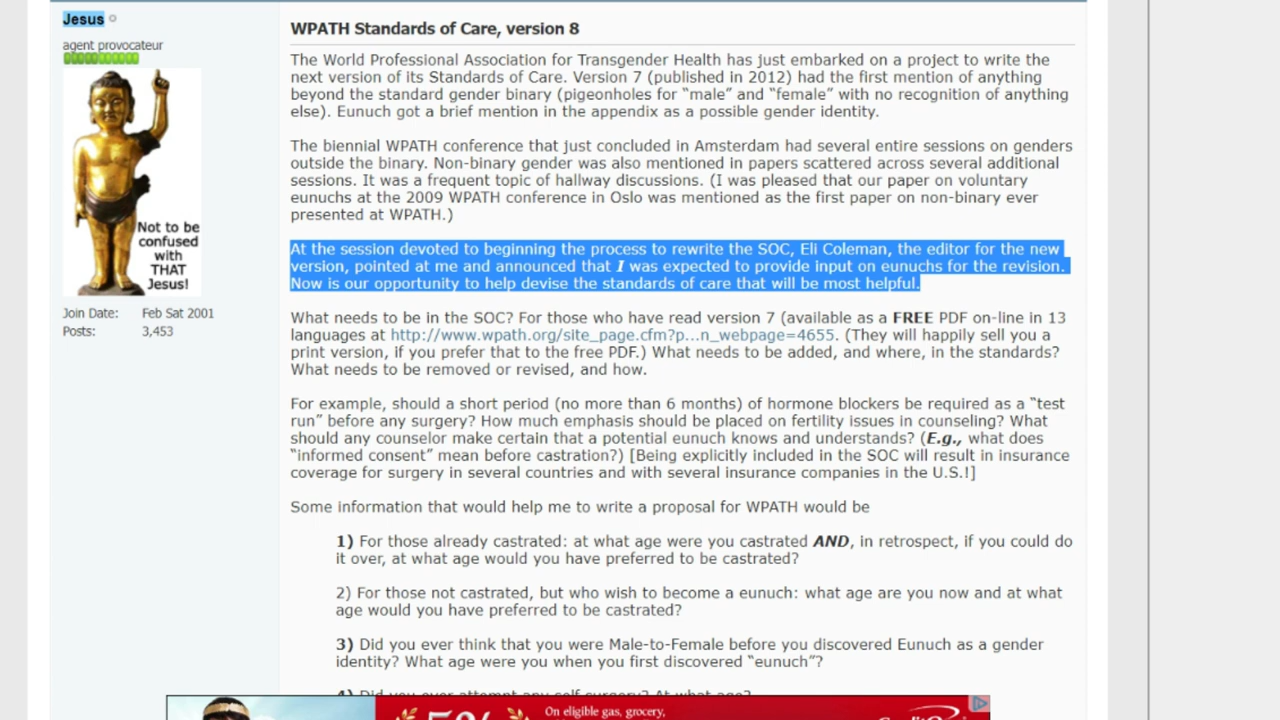 Jesus
agent provocateur
Not to be
confused
with
THAT
Jesus!
Join Date: Feb Sat 2001
Posts: 3,453
WPATH Standards of Care, version 8
The World Professional Association for Transgender Health has just embarked on a project to write the
next version of its Standards of Care. Version 7 (published in 2012) had the first mention of anything
beyond the standard gender binary (pigeonholes for “male” and “female” with no recognition of anything
else). Eunuch got a brief mention in the appendix as a possible gender identity.
The biennial WPATH conference that just concluded in Amsterdam had several entire sessions on genders
outside the binary. Non-binary gender was also mentioned in papers scattered across several additional
sessions. It was a frequent topic of hallway discussions. (I was pleased that our paper on voluntary
eunuchs at the 2009 WPATH conference in Oslo was mentioned as the first paper on non-binary ever
presented at WPATH.)
At the session devoted to beginning the process to rewrite the SOC, Eli Coleman, the editor for the new
version, pointed at me and announced that I was expected to provide input on eunuchs for the revision.
Now is our opportunity to help devise the standards of care that will be most helpful.
What needs to be in the SOC? For those who have read version 7 (available as a FREE PDF on-line in 13
languages at http://www.wpath.org/site_page.cfm?p...n_webpage=4655. (They will happily sell you a
print version, if you prefer that to the free PDF.) What needs to be added, and where, in the standards?
What needs to be removed or revised, and how.
For example, should a short period (no more than 6 months) of hormone blockers be required as a “test
run” before any surgery? How much emphasis should be placed on fertility issues in counseling? What
should any counselor make certain that a potential eunuch knows and understands? (E.g., what does
“informed consent” mean before castration?) [Being explicitly included in the SOC will result in insurance
coverage for surgery in several countries and with several insurance companies in the U.S.!]
Some information that would help me to write a proposal for WPATH would be
1) For those already castrated: at what age were you castrated AND, in retrospect, if you could do
it over, at what age would you have preferred to be castrated?
2) For those not castrated, but who wish to become a eunuch: what age are you now and at what
age would you have preferred to be castrated?
3) Did you ever think that you were Male-to-Female before you discovered Eunuch as a gender
identity? What age were you when you first discovered “eunuch”?
4) Did you ever attempt any self-surgery? At what age?
5%
On eligible gas, grocery,